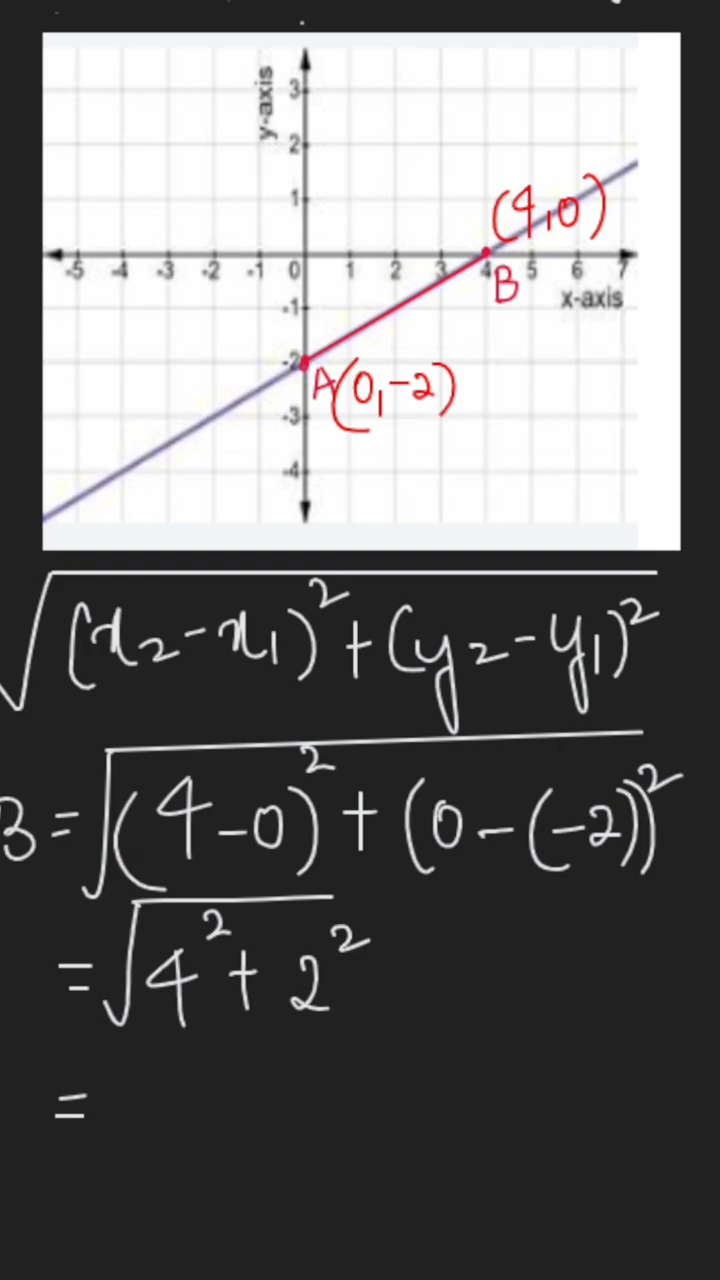 y-axis
3
2
1
(4,0)
-5 -4 -3 -2 -1 0 1 2 3 4 5 6 7
B
x-axis
-1
-2
A(0,-2)
-3
-4
√(x₂-x₁)²+(y₂-y₁)²
B=√(4-0)²+(0-(-2))²
=√4²+2²
=